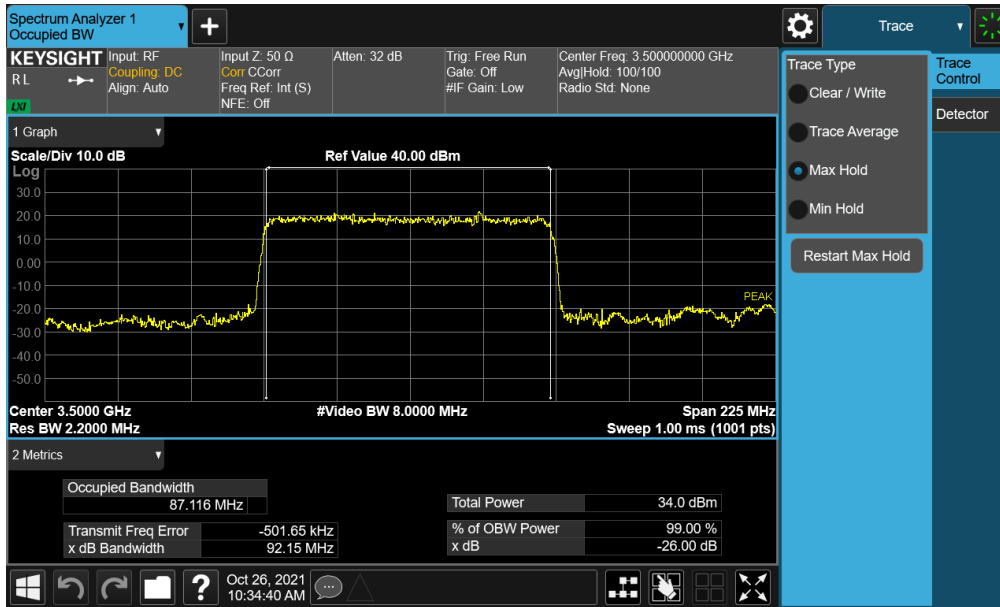 Spectrum Analyzer 1
Occupied BW
+
Trace
KEYSIGHT
R L
LXI
Input: RF
Coupling: DC
Align: Auto
Input Z: 50 Ω
Corr CCorr
Freq Ref: Int (S)
NFE: Off
Atten: 32 dB
Trig: Free Run
Gate: Off
#IF Gain: Low
Center Freq: 3.500000000 GHz
Avg|Hold: 100/100
Radio Std: None
Trace Type
Clear / Write
Trace Average
Max Hold
Min Hold
Restart Max Hold
Trace
Control
Detector
1 Graph
Scale/Div 10.0 dB
Ref Value 40.00 dBm
Log
30.0
20.0
10.0
0.00
-10.0
-20.0
-30.0
-40.0
-50.0
PEAK
Center 3.5000 GHz
#Video BW 8.0000 MHz
Span 225 MHz
Res BW 2.2000 MHz
Sweep 1.00 ms (1001 pts)
2 Metrics
Occupied Bandwidth
87.116 MHz
Total Power 34.0 dBm
Transmit Freq Error -501.65 kHz
% of OBW Power 99.00 %
x dB Bandwidth 92.15 MHz
x dB -26.00 dB
?
Oct 26, 2021
10:34:40 AM